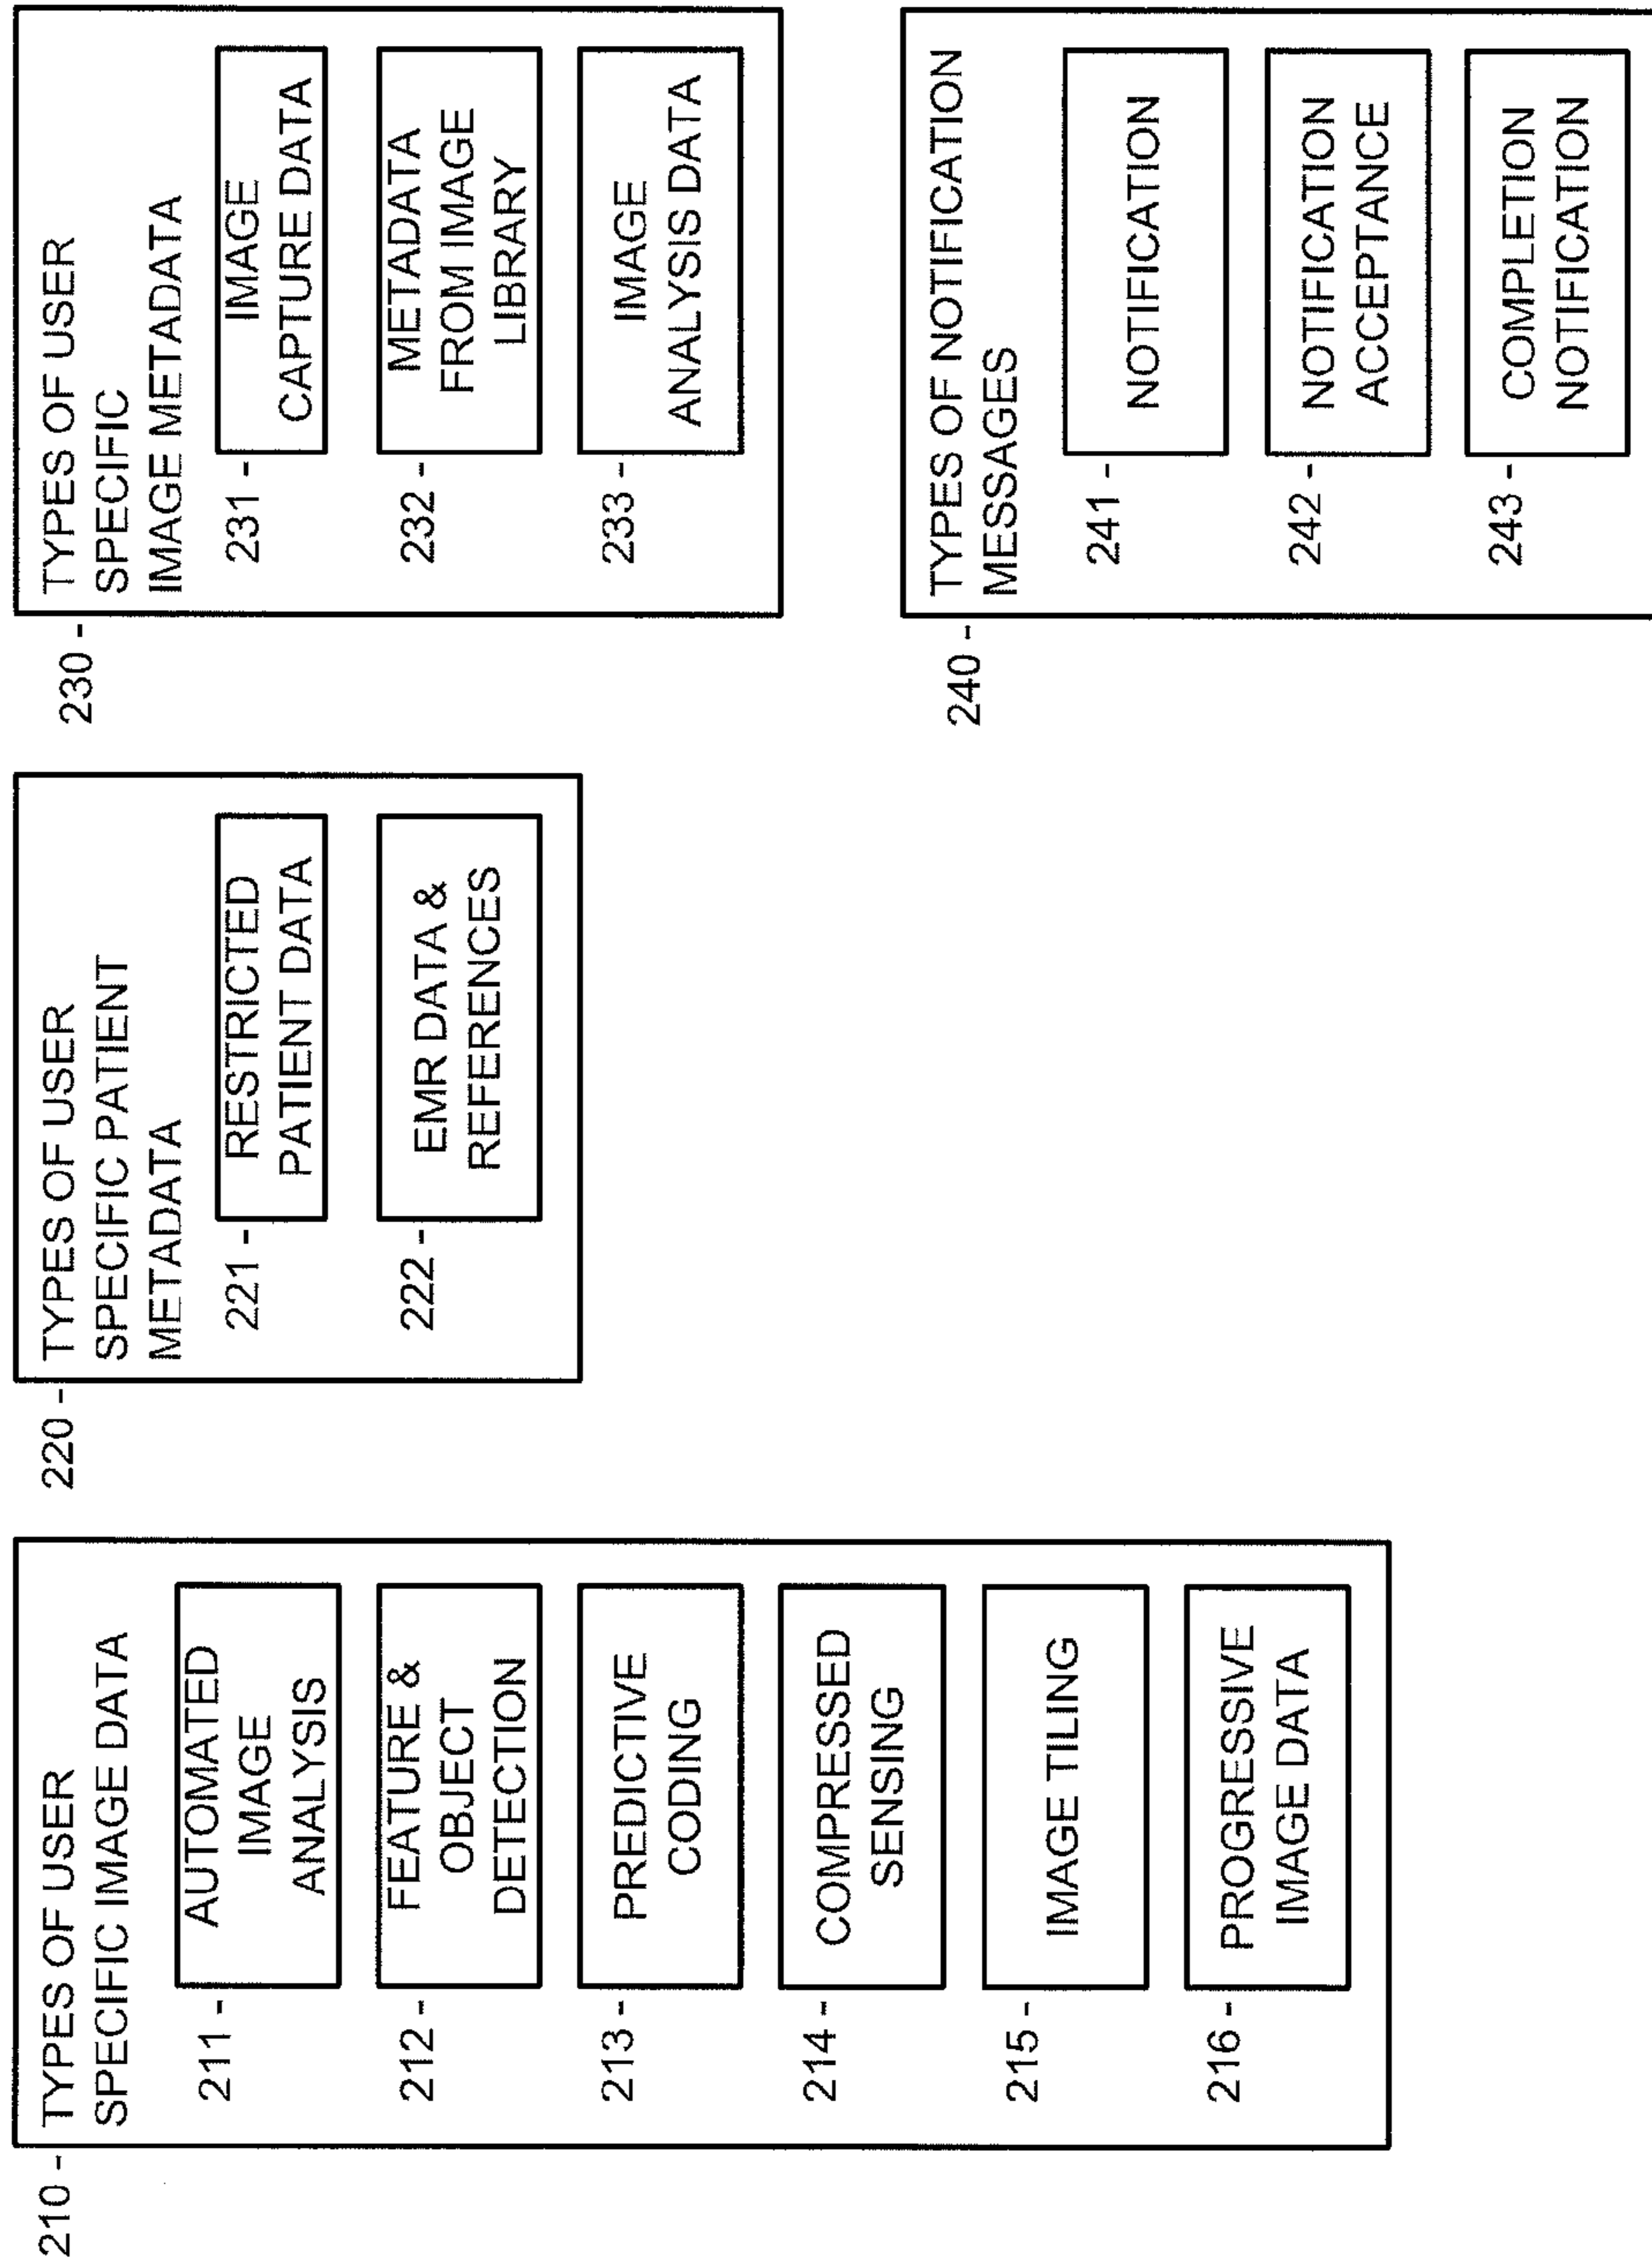 210 -
TYPES OF USER
SPECIFIC IMAGE DATA
211 -
AUTOMATED
IMAGE
ANALYSIS
212 -
FEATURE &
OBJECT
DETECTION
213 -
PREDICTIVE
CODING
214 -
COMPRESSED
SENSING
215 -
IMAGE TILING
216 -
PROGRESSIVE
IMAGE DATA
220 -
TYPES OF USER
SPECIFIC PATIENT
METADATA
221 -
RESTRICTED
PATIENT DATA
222 -
EMR DATA &
REFERENCES
230 -
TYPES OF USER
SPECIFIC
IMAGE METADATA
231 -
IMAGE
CAPTURE DATA
232 -
METADATA
FROM IMAGE
LIBRARY
233 -
IMAGE
ANALYSIS DATA
240 -
TYPES OF NOTIFICATION
MESSAGES
241 -
NOTIFICATION
242 -
NOTIFICATION
ACCEPTANCE
243 -
COMPLETION
NOTIFICATION